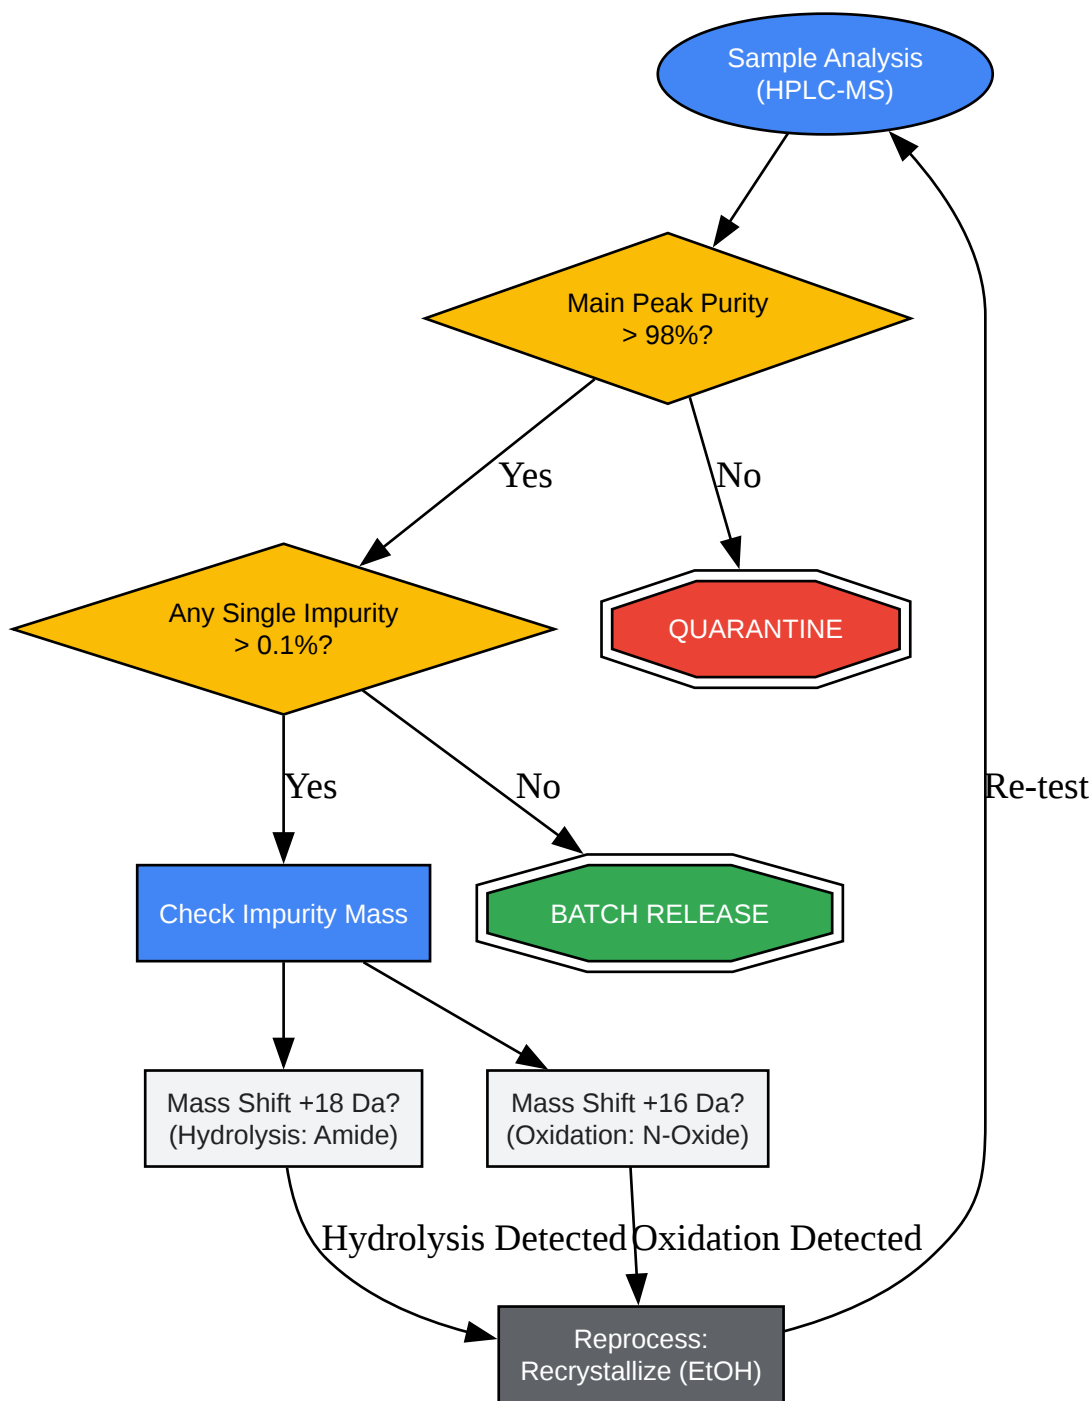 Sample Analysis
(HPLC-MS)
Main Peak Purity
> 98%?
Yes
No
Any Single Impurity
> 0.1%?
QUARANTINE
Yes
No
Re-test
Check Impurity Mass
BATCH RELEASE
Mass Shift +18 Da?
(Hydrolysis: Amide)
Mass Shift +16 Da?
(Oxidation: N-Oxide)
Hydrolysis Detected
Oxidation Detected
Reprocess:
Recrystallize (EtOH)